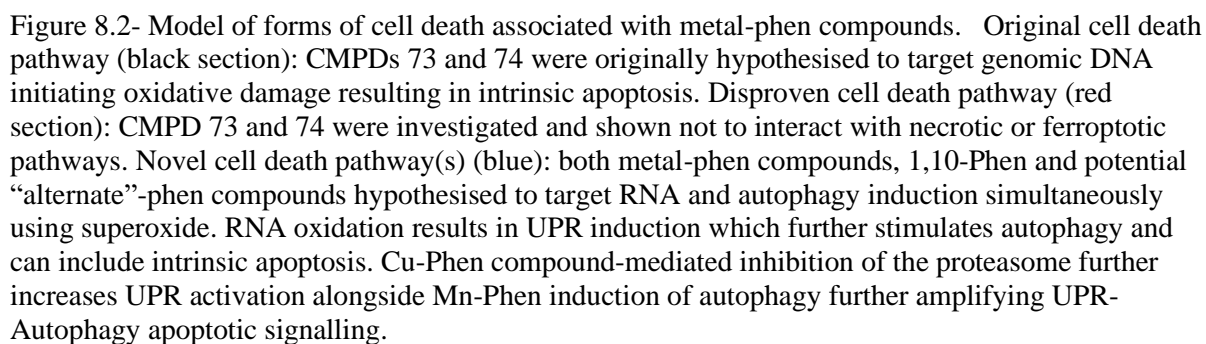 Figure 8.2- Model of forms of cell death associated with metal-phen compounds.   Original cell death
pathway (black section): CMPDs 73 and 74 were originally hypothesised to target genomic DNA
initiating oxidative damage resulting in intrinsic apoptosis. Disproven cell death pathway (red
section): CMPD 73 and 74 were investigated and shown not to interact with necrotic or ferroptotic
pathways. Novel cell death pathway(s) (blue): both metal-phen compounds, 1,10-Phen and potential
“alternate”-phen compounds hypothesised to target RNA and autophagy induction simultaneously
using superoxide. RNA oxidation results in UPR induction which further stimulates autophagy and
can include intrinsic apoptosis. Cu-Phen compound-mediated inhibition of the proteasome further
increases UPR activation alongside Mn-Phen induction of autophagy further amplifying UPR-
Autophagy apoptotic signalling.